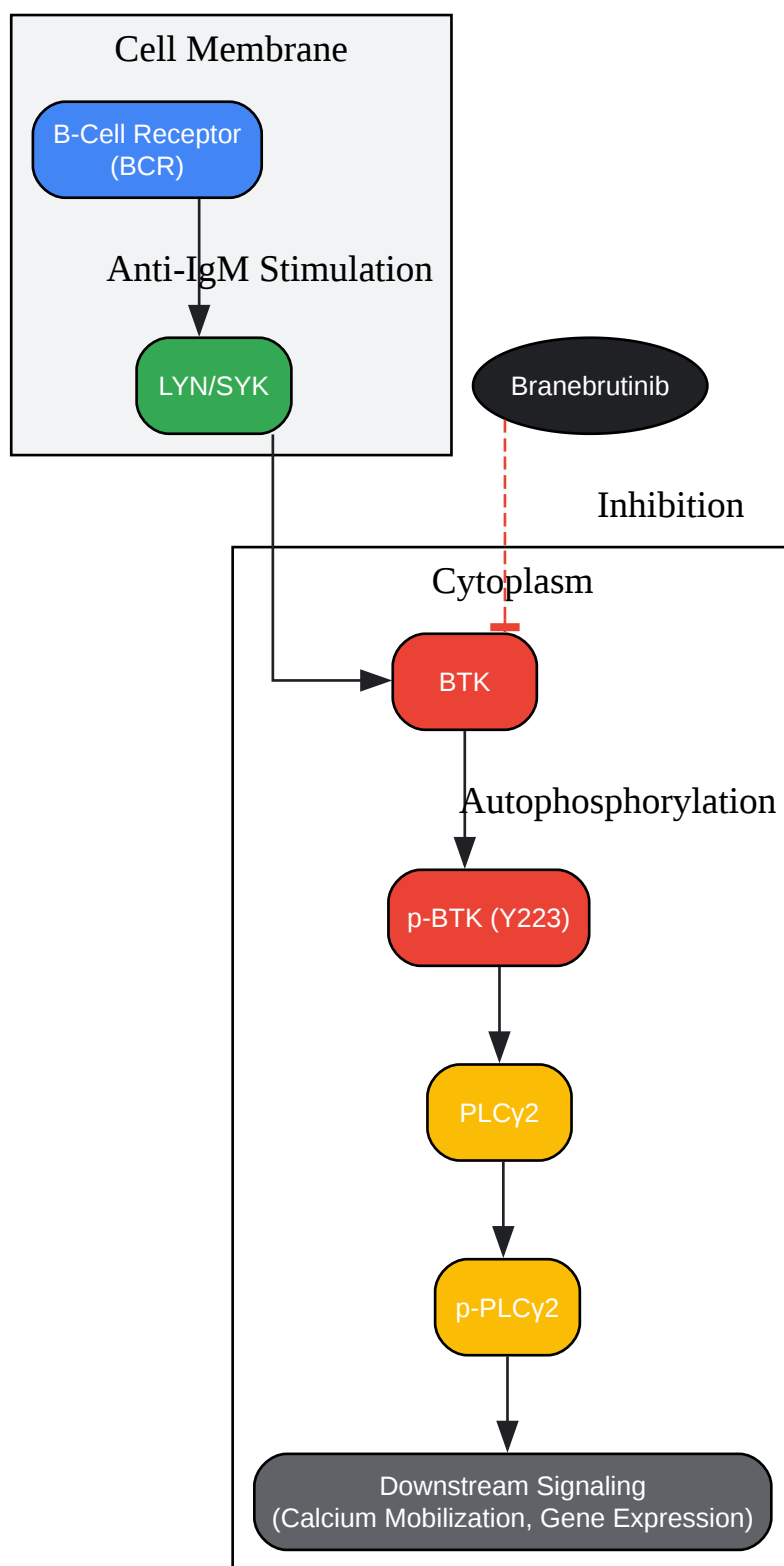 Cell Membrane
B-Cell Receptor
(BCR)
Anti-IgM Stimulation
LYN/SYK
Branebrutinib
Inhibition
Cytoplasm
BTK
Autophosphorylation
p-BTK (Y223)
PLCγ2
p-PLCγ2
Downstream Signaling
(Calcium Mobilization, Gene Expression)